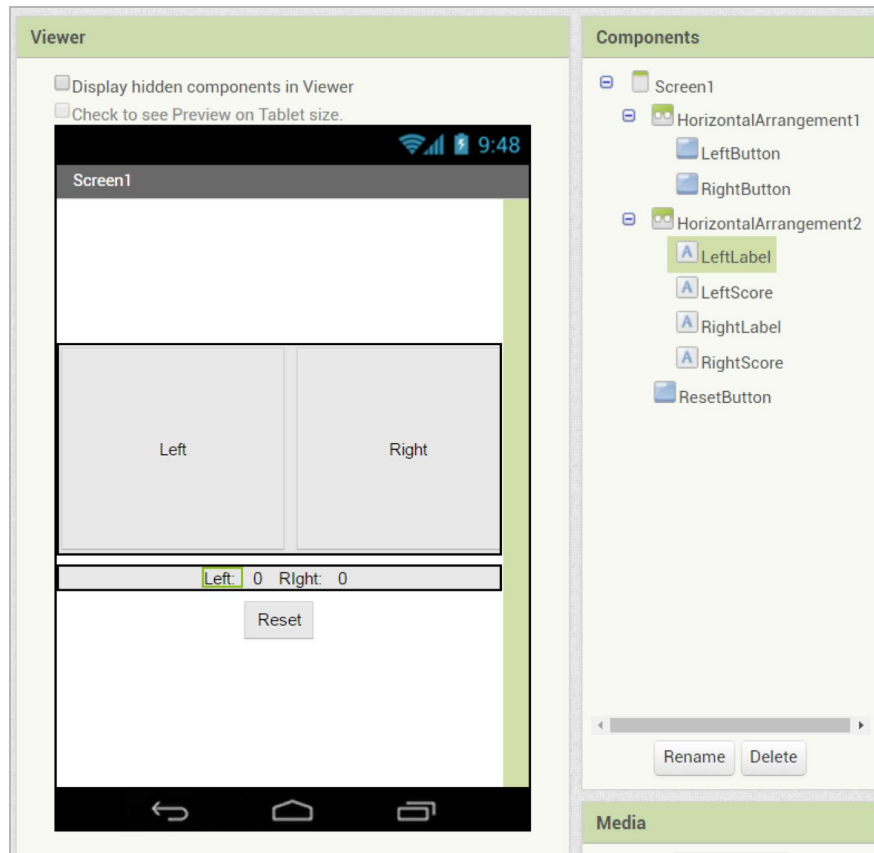 Viewer
Display hidden components in Viewer
Check to see Preview on Tablet size.
9:48
Screen1
Left
Right
Left: 0 RIght: 0
Reset
Components
Screen1
HorizontalArrangement1
LeftButton
RightButton
HorizontalArrangement2
A LeftLabel
A LeftScore
A RightLabel
A RightScore
ResetButton
Rename Delete
Media